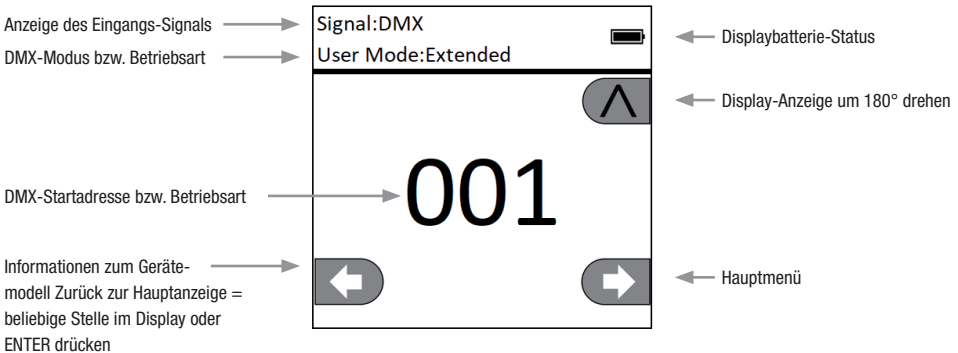 Anzeige des Eingangs-Signals
DMX-Modus bzw. Betriebsart
Signal:DMX
User Mode:Extended
Displaybatterie-Status
Display-Anzeige um 180° drehen
DMX-Startadresse bzw. Betriebsart
001
Informationen zum Geräte-
modell Zurück zur Hauptanzeige =
beliebige Stelle im Display oder
ENTER drücken
Hauptmenü